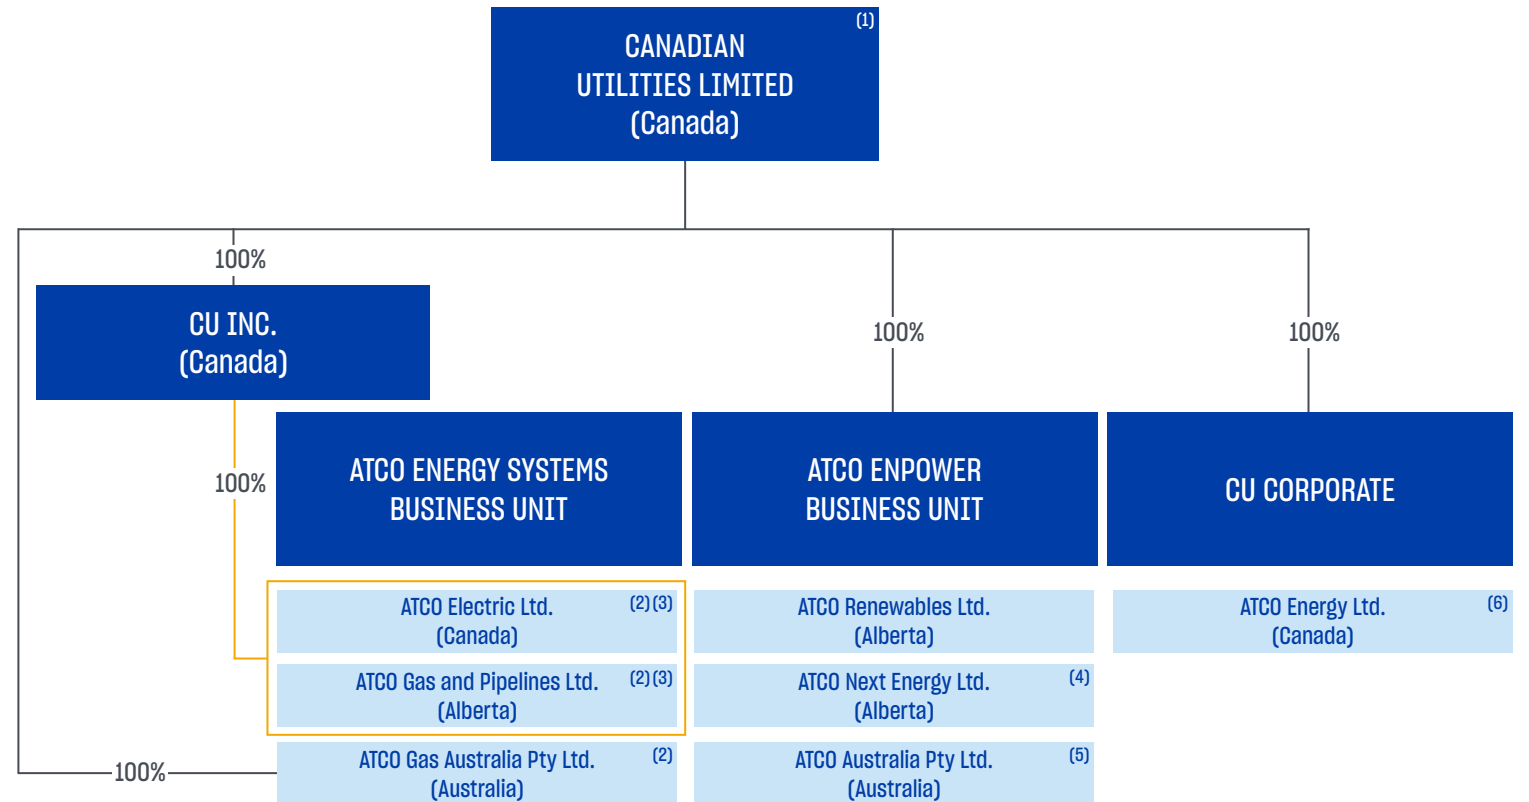 (1)
CANADIAN
UTILITIES LIMITED
(Canada)
100%
CU INC.
(Canada)
100%
100%
100%
ATCO ENERGY SYSTEMS
BUSINESS UNIT
ATCO ENPOWER
BUSINESS UNIT
CU CORPORATE
ATCO Electric Ltd. (2)(3)
(Canada)
ATCO Renewables Ltd.
(Alberta)
ATCO Energy Ltd. (6)
(Canada)
ATCO Gas and Pipelines Ltd. (2)(3)
(Alberta)
ATCO Next Energy Ltd. (4)
(Alberta)
100%
ATCO Gas Australia Pty Ltd. (2)
(Australia)
ATCO Australia Pty Ltd. (5)
(Australia)